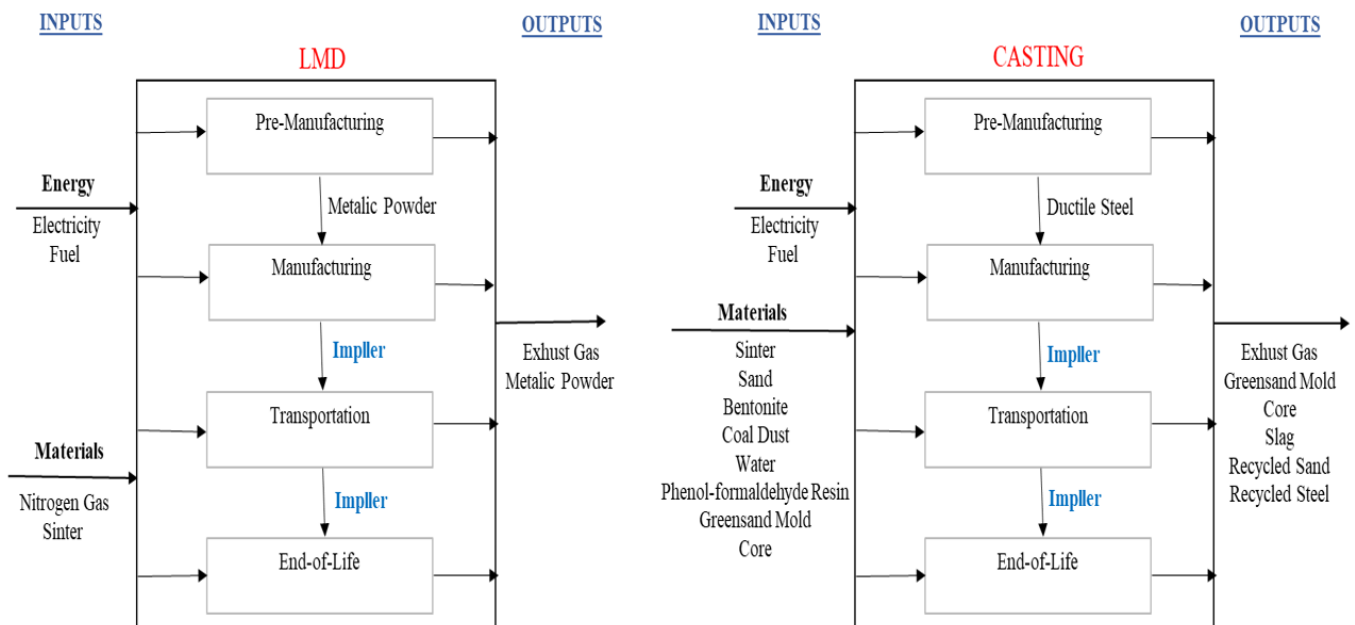 INPUTS
OUTPUTS
LMD
Pre-Manufacturing
Energy
Electricity
Fuel
Metalic Powder
Manufacturing
Impller
Exhust Gas
Metalic Powder
Transportation
Materials
Nitrogen Gas
Sinter
Impller
End-of-Life
INPUTS
OUTPUTS
CASTING
Pre-Manufacturing
Energy
Electricity
Fuel
Ductile Steel
Manufacturing
Materials
Sinter
Sand
Bentonite
Coal Dust
Water
Phenol-formaldehyde Resin
Greensand Mold
Core
Impller
Exhust Gas
Greensand Mold
Core
Slag
Recycled Sand
Recycled Steel
Transportation
Impller
End-of-Life